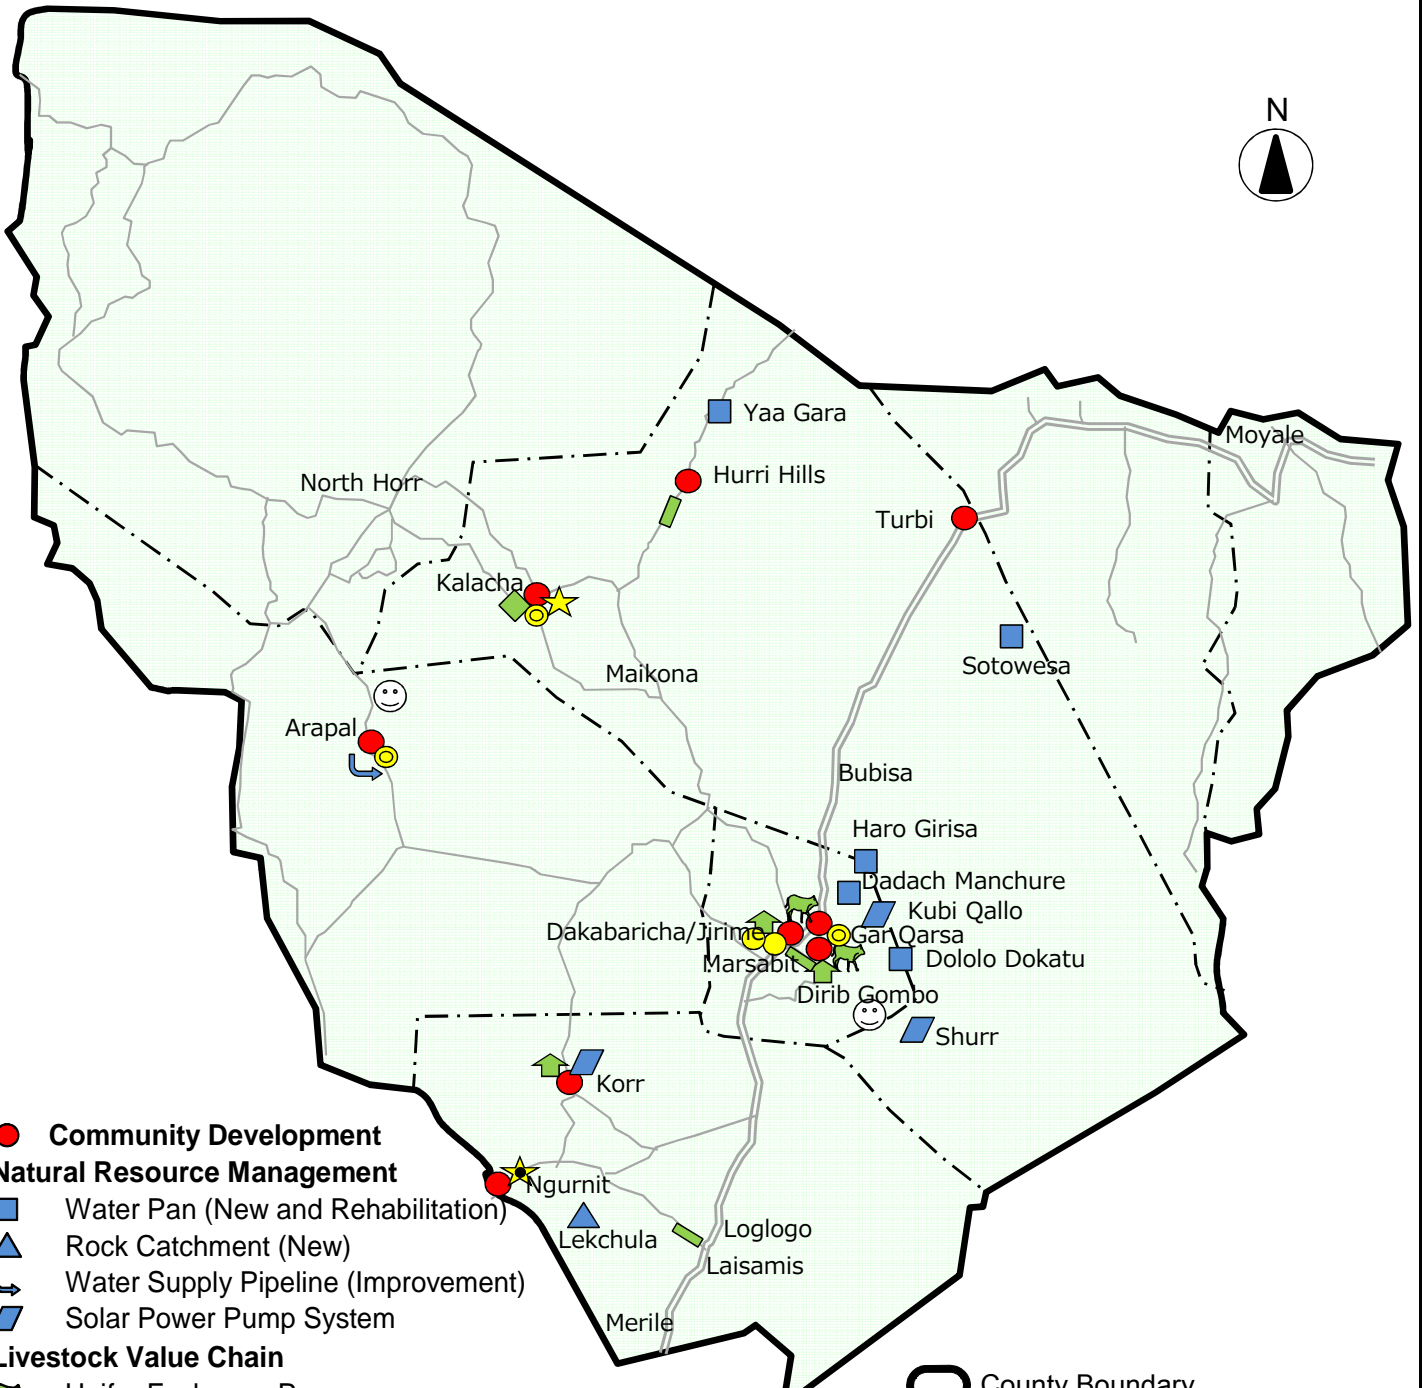 N
Moyale
Yaa Gara
Hurri Hills
North Horr
Turbi
Kalacha
Sotowesa
Maikona
Arapal
Bubisa
Haro Girisa
Dadach Manchure
Kubi Qallo
Dakabaricha/Jirime
Gar Qarsa
Marsabit
Dololo Dokatu
Dirib Gombo
Shurr
Korr
Community Development
Natural Resource Management
Ngurnit
Water Pan (New and Rehabilitation)
Loglogo
Lekchula
Rock Catchment (New)
Laisamis
Water Supply Pipeline (Improvement)
Solar Power Pump System
Merile
Livestock Value Chain
County Boundary